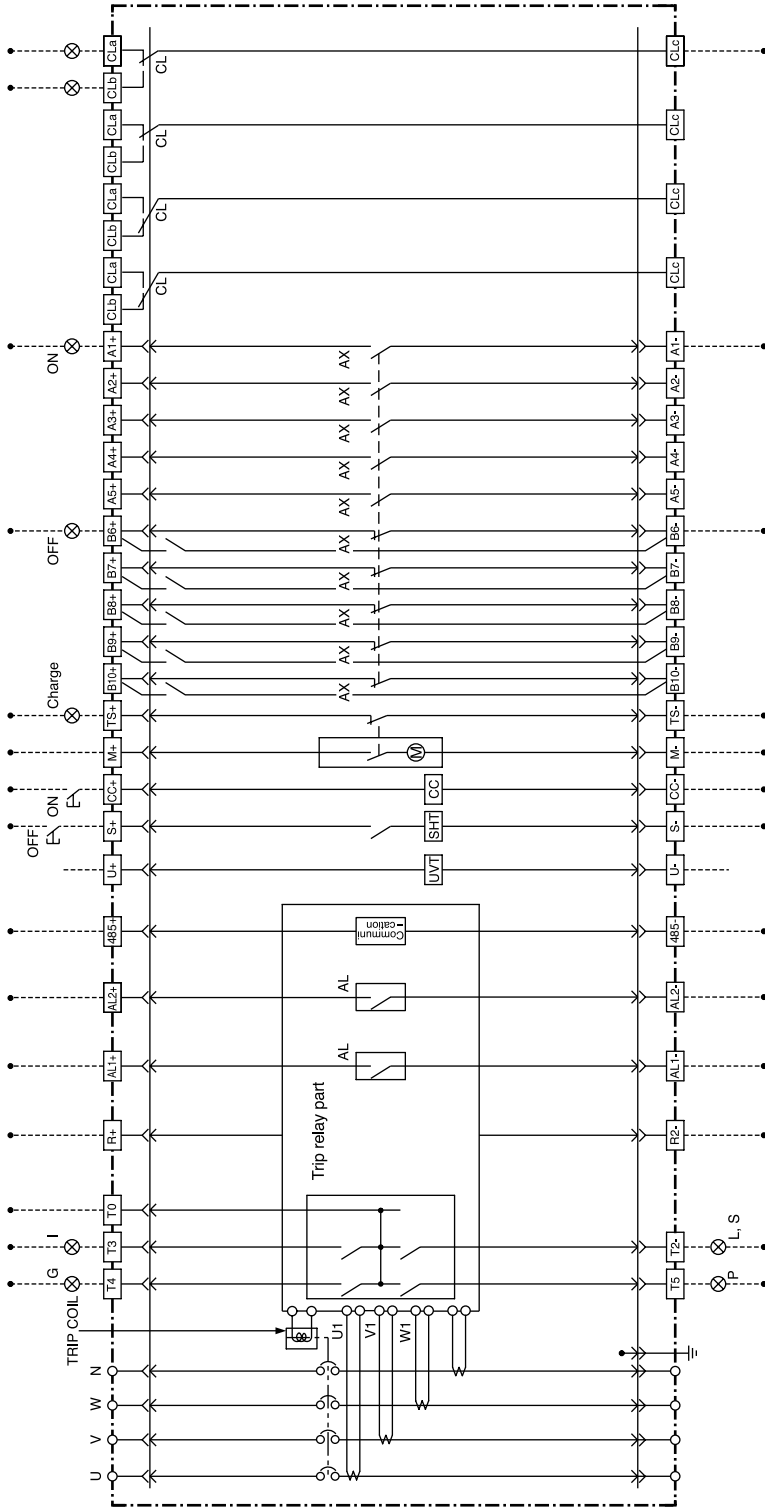 U
V
W
N
TRIP COIL
G
I
OFF
ON
Charge
OFF
ON
T4
T3
T0
R+
AL1+
AL2+
485+
U+
S+
CC+
M+
TS+
B10+
B9+
B8+
B7+
B6+
A5+
A4+
A3+
A2+
A1+
CLb
CLa
CLb
CLa
CLb
CLa
CLb
CLa
CL
CL
CL
CL
U1
V1
W1
Trip relay part
AL
AL
Communi
-cation
UVT
SHT
CC
M
AX
AX
AX
AX
AX
AX
AX
AX
AX
AX
T5
T2-
R2-
AL1-
AL2-
485-
U-
S-
CC-
M-
TS-
B10-
B9-
B8-
B7-
B6-
A5-
A4-
A3-
A2-
A1-
CLc
CLc
CLc
CLc
P
L, S